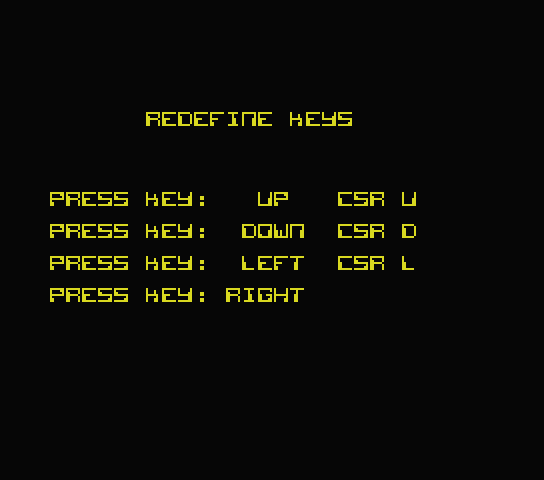 REDEFINE KEYS
PRESS KEY: UP CSR U
PRESS KEY: DOWN CSR D
PRESS KEY: LEFT CSR L
PRESS KEY: RIGHT